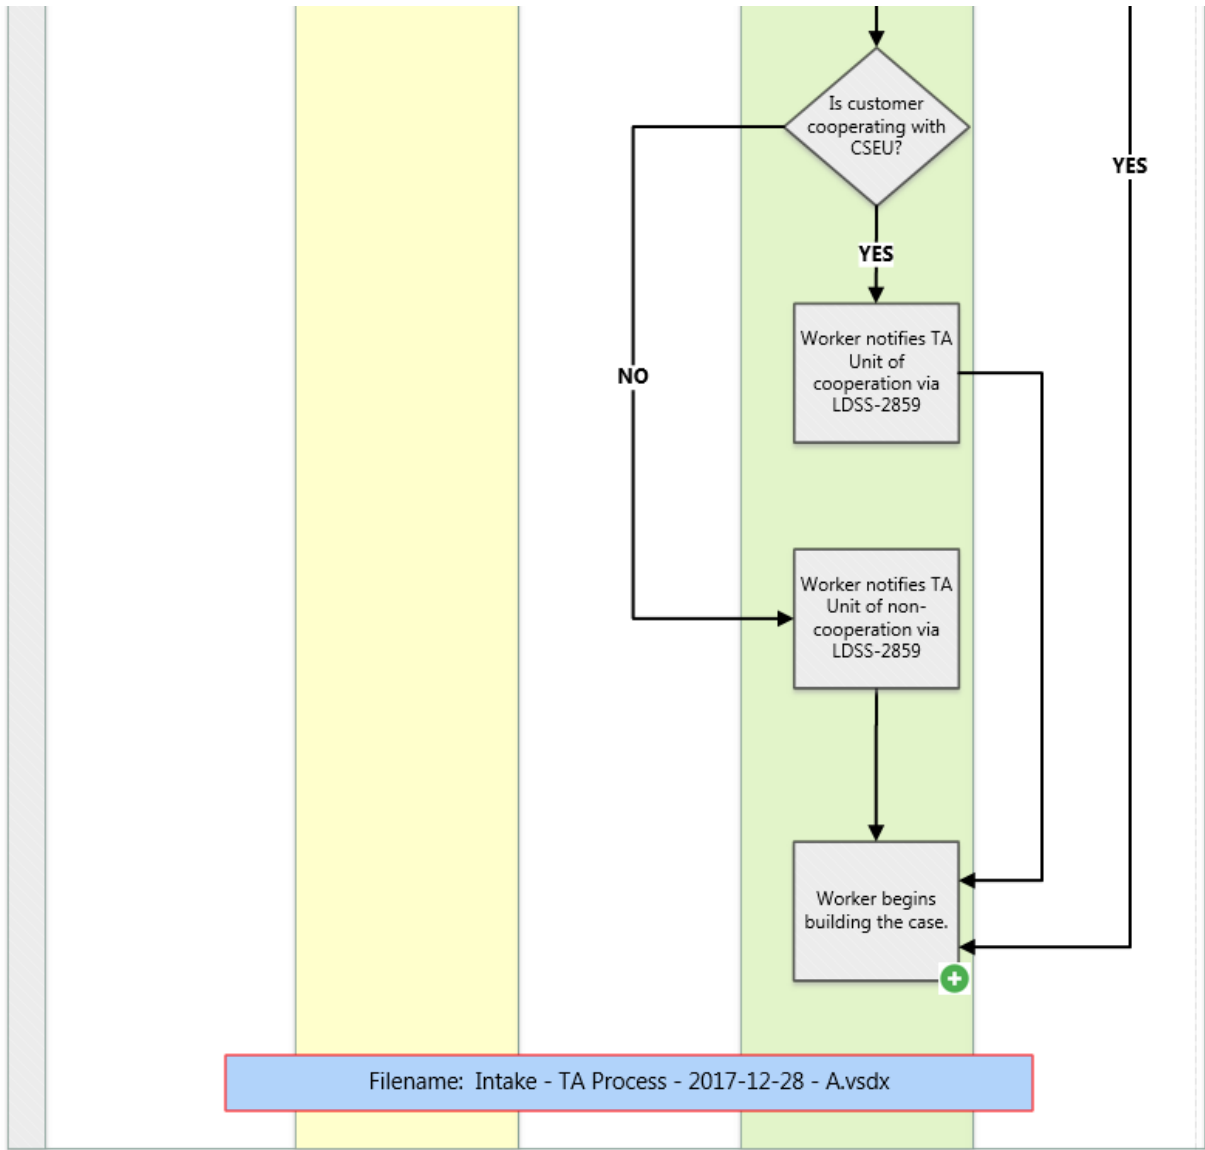 Is customer
cooperating with
CSEU?
YES
YES
Worker notifies TA
Unit of
cooperation via
LDSS-2859
NO
Worker notifies TA
Unit of non-
cooperation via
LDSS-2859
Worker begins
building the case.
Filename:  Intake - TA Process - 2017-12-28 - A.vsdx